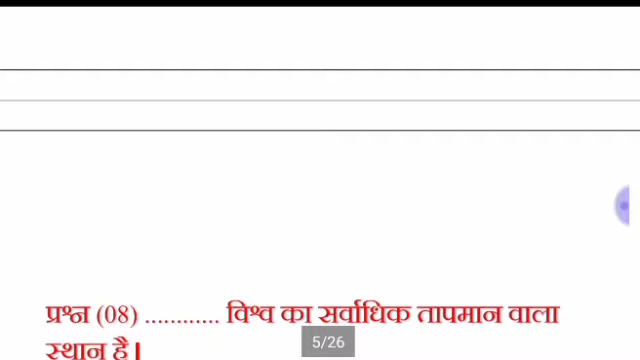 प्रश्न (08) ............ विश्व का सर्वाधिक तापमान वाला
स्थान है।
5/26